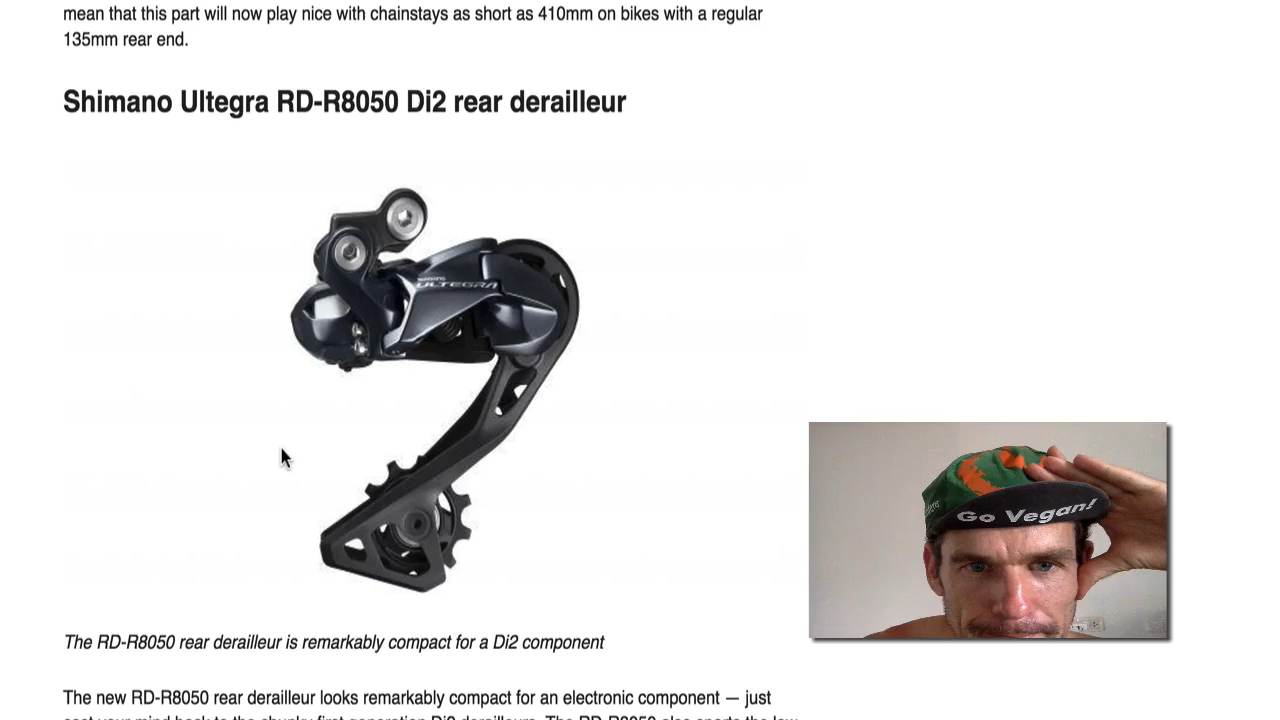 mean that this part will now play nice with chainstays as short as 410mm on bikes with a regular
135mm rear end.
Shimano Ultegra RD-R8050 Di2 rear derailleur
SHIMANO
ULTEGRA
Go Vegan!
The RD-R8050 rear derailleur is remarkably compact for a Di2 component
The new RD-R8050 rear derailleur looks remarkably compact for an electronic component — just
cast your mind back to the chunky first-generation Di2 derailleurs. The RD-R8050 also sports the low